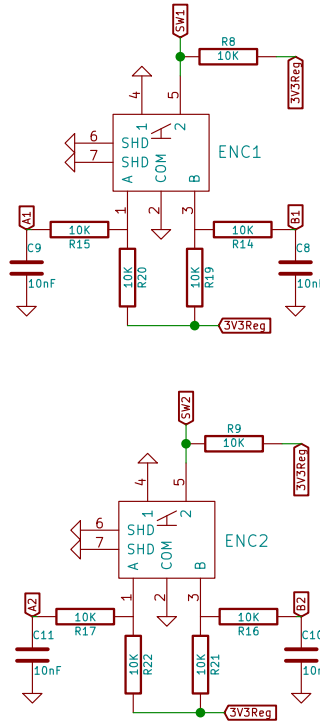 SW1
R8
10K
3V3Reg
4
5
1
2
ENC1
6
SHD
7
SHD
A
COM
B
1
2
3
A1
B1
10K
R15
10K
R14
C9
10nF
C8
10nF
10K
R20
10K
R19
3V3Reg
SW2
R9
10K
3V3Reg
4
5
1
2
ENC2
6
SHD
7
SHD
A
COM
B
1
2
3
A2
B2
10K
R17
10K
R16
C11
10nF
C10
10nF
10K
R22
10K
R21
3V3Reg